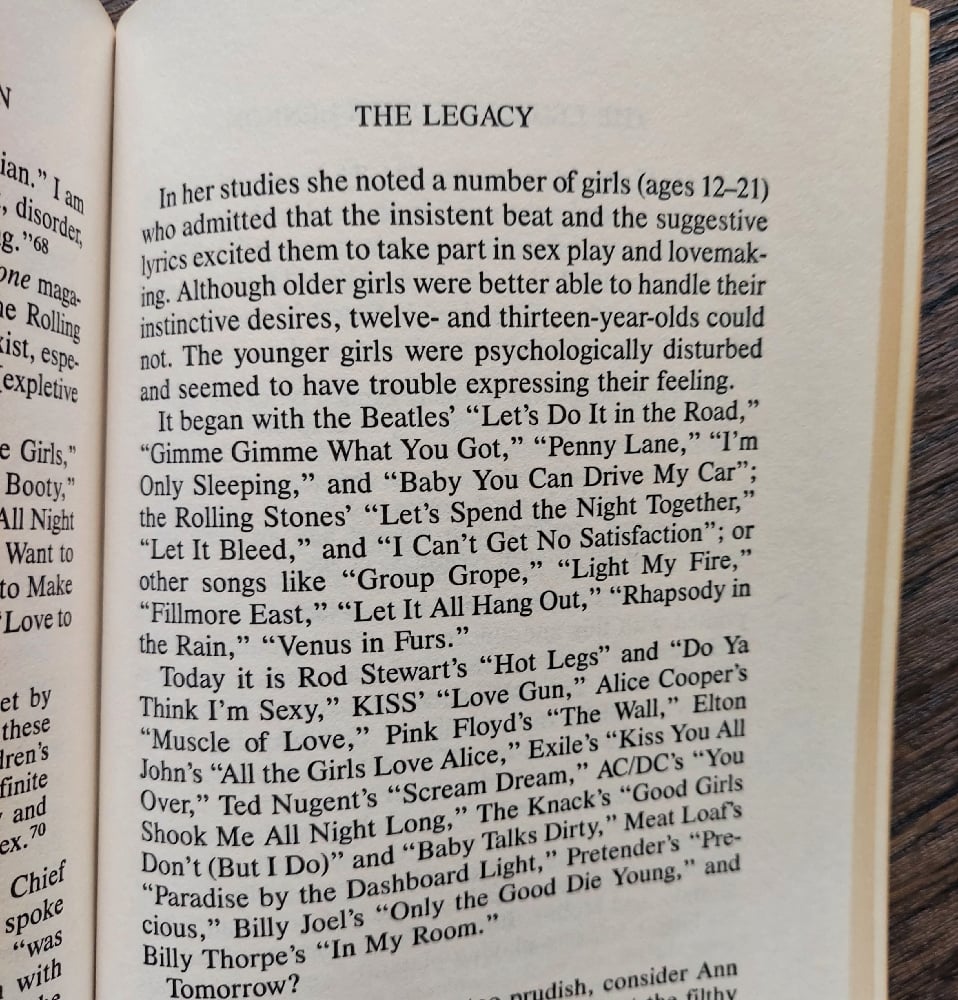 N
ian.” I am
, disorder,
g.”68
one maga-
ne Rolling
xist, espe-
expletive
e Girls,”
Booty,”
All Night
Want to
to Make
Love to
et by
these
dren’s
finite
and
ex.70
Chief
spoke
“was
with
THE LEGACY
In her studies she noted a number of girls (ages 12–21)
who admitted that the insistent beat and the suggestive
lyrics excited them to take part in sex play and lovemak-
ing. Although older girls were better able to handle their
instinctive desires, twelve- and thirteen-year-olds could
not. The younger girls were psychologically disturbed
and seemed to have trouble expressing their feeling.
It began with the Beatles’ “Let’s Do It in the Road,”
“Gimme Gimme What You Got,” “Penny Lane,” “I’m
Only Sleeping,” and “Baby You Can Drive My Car”;
the Rolling Stones’ “Let’s Spend the Night Together,”
“Let It Bleed,” and “I Can’t Get No Satisfaction”; or
other songs like “Group Grope,” “Light My Fire,”
“Fillmore East,” “Let It All Hang Out,” “Rhapsody in
the Rain,” “Venus in Furs.”
Today it is Rod Stewart’s “Hot Legs” and “Do Ya
Think I’m Sexy,” KISS’ “Love Gun,” Alice Cooper’s
“Muscle of Love,” Pink Floyd’s “The Wall,” Elton
John’s “All the Girls Love Alice,” Exile’s “Kiss You All
Over,” Ted Nugent’s “Scream Dream,” AC/DC’s “You
Shook Me All Night Long,” The Knack’s “Good Girls
Don’t (But I Do)” and “Baby Talks Dirty,” Meat Loaf’s
“Paradise by the Dashboard Light,” Pretender’s “Pre-
cious,” Billy Joel’s “Only the Good Die Young,” and
Billy Thorpe’s “In My Room.”
Tomorrow?
prudish, consider Ann
filthy